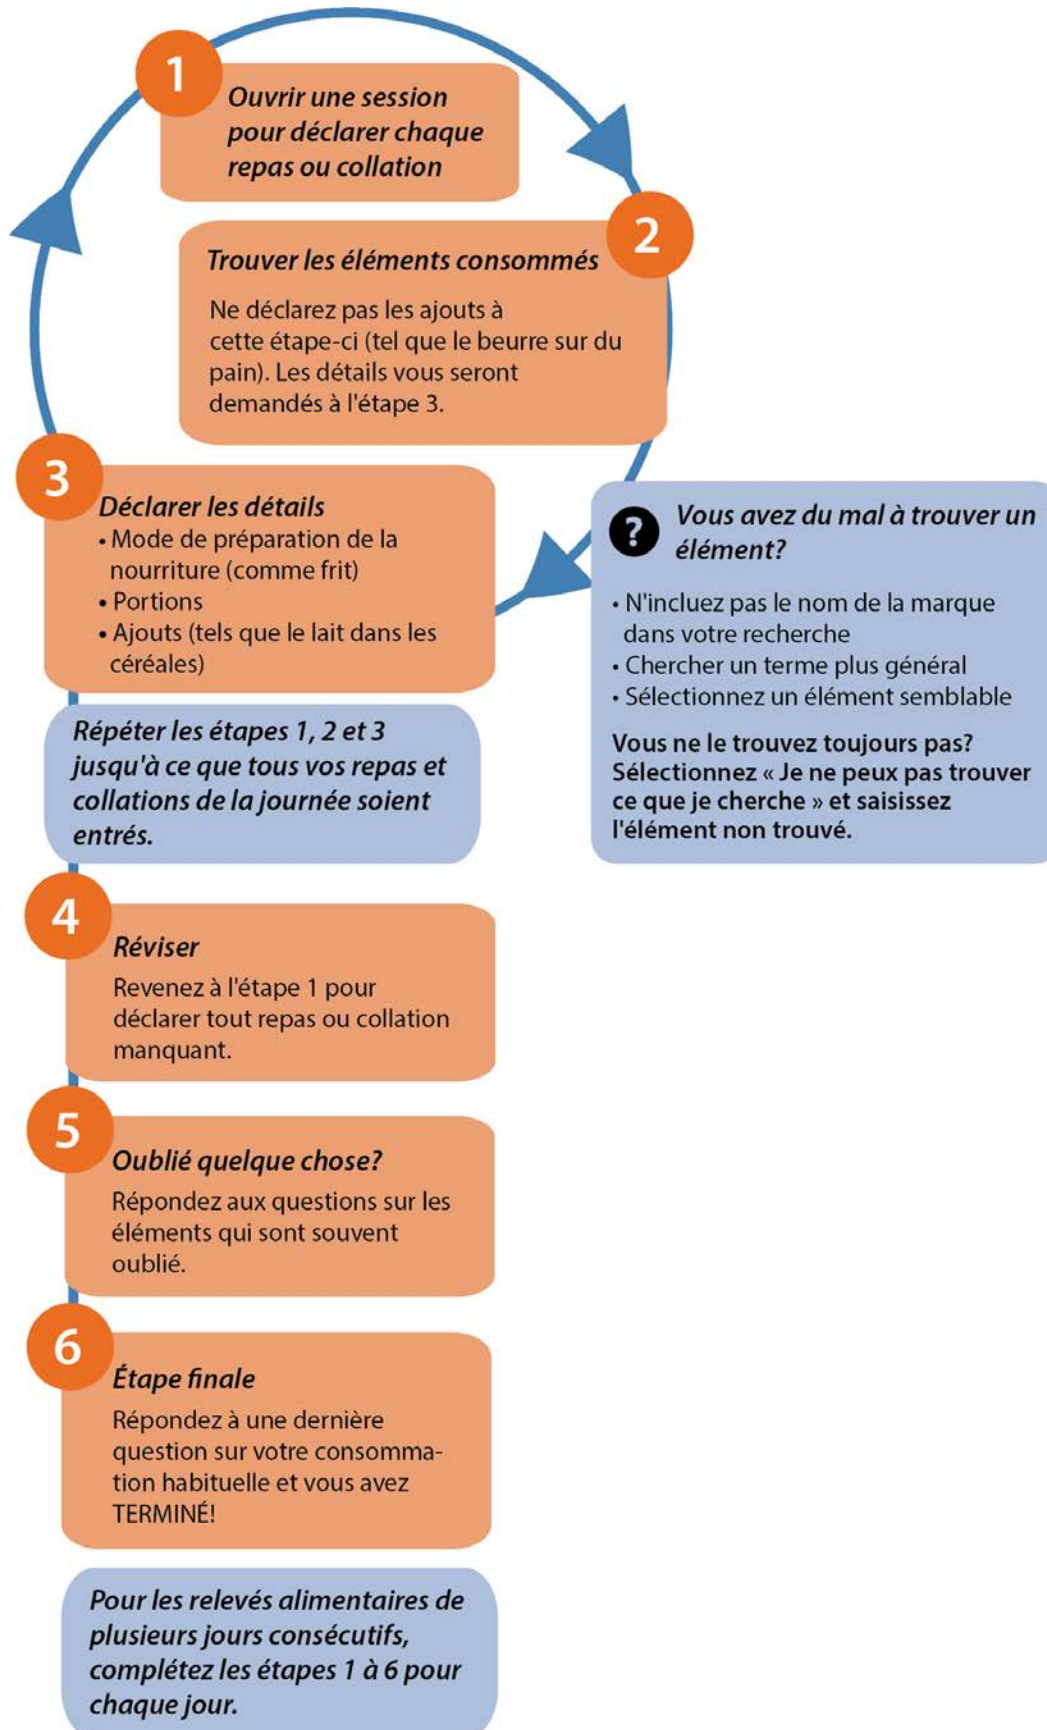 1
Ouvrir une session
pour déclarer chaque
repas ou collation
2
Trouver les éléments consommés
Ne déclarez pas les ajouts à
cette étape-ci (tel que le beurre sur du
pain). Les détails vous seront
demandés à l'étape 3.
3
Déclarer les détails
• Mode de préparation de la
nourriture (comme frit)
• Portions
• Ajouts (tels que le lait dans les
céréales)
? Vous avez du mal à trouver un
élément?
• N'incluez pas le nom de la marque
dans votre recherche
• Chercher un terme plus général
• Sélectionnez un élément semblable
Vous ne le trouvez toujours pas?
Sélectionnez « Je ne peux pas trouver
ce que je cherche » et saisissez
l'élément non trouvé.
Répéter les étapes 1, 2 et 3
jusqu'à ce que tous vos repas et
collations de la journée soient
entrés.
4
Réviser
Revenez à l'étape 1 pour
déclarer tout repas ou collation
manquant.
5
Oublié quelque chose?
Répondez aux questions sur les
éléments qui sont souvent
oublié.
6
Étape finale
Répondez à une dernière
question sur votre consomma-
tion habituelle et vous avez
TERMINÉ!
Pour les relevés alimentaires de
plusieurs jours consécutifs,
complétez les étapes 1 à 6 pour
chaque jour.